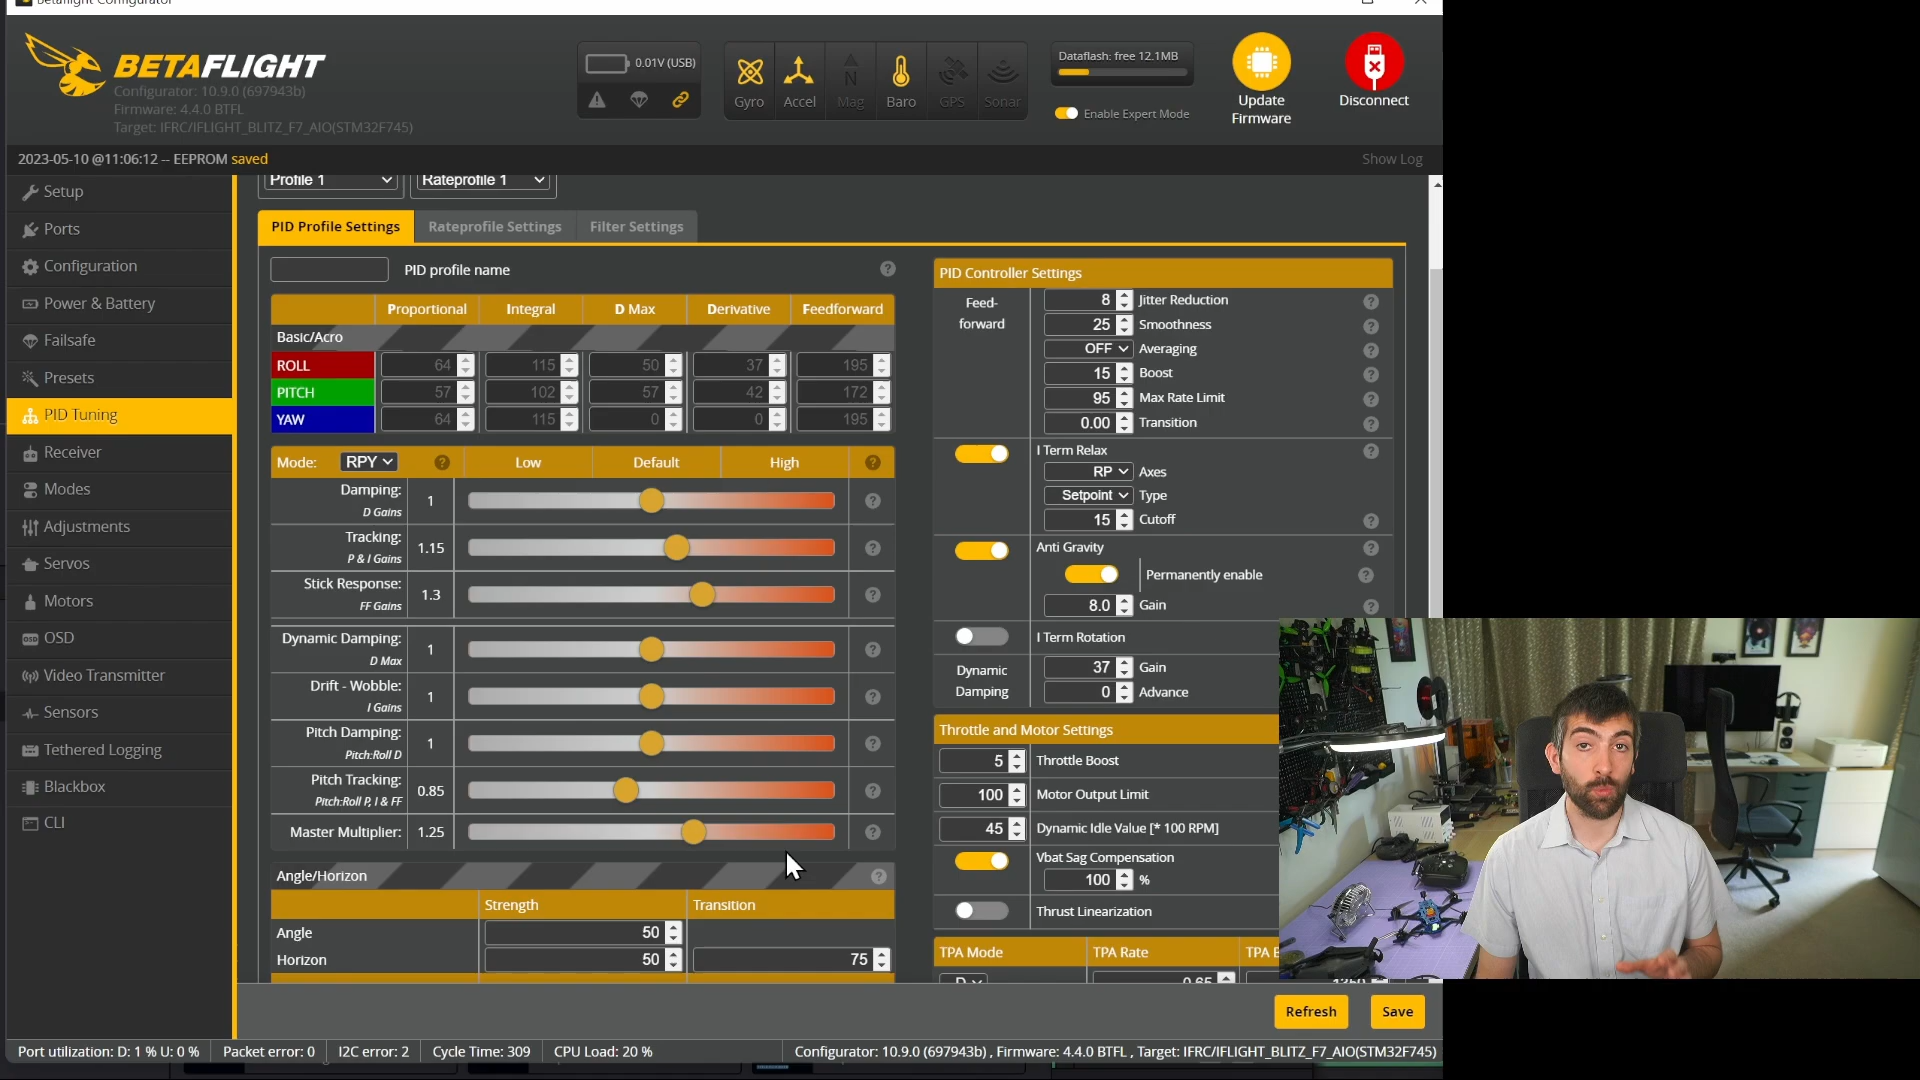 Betaflight Configurator
BETAFLIGHT
Configurator: 10.9.0 (697943b)
Firmware: 4.4.0 BTFL
Target: IFRC/IFLIGHT_BLITZ_F7_AIO(STM32F745)
0.01V (USB)
Gyro
Accel
Mag
Baro
GPS
Sonar
Dataflash: free 12.1MB
Enable Expert Mode
Update Firmware
Disconnect
2023-05-10 @11:06:12 -- EEPROM saved
Show Log
Setup
Ports
Configuration
Power & Battery
Failsafe
Presets
PID Tuning
Receiver
Modes
Adjustments
Servos
Motors
OSD
Video Transmitter
Sensors
Tethered Logging
Blackbox
CLI
Profile 1
Rateprofile 1
PID Profile Settings
Rateprofile Settings
Filter Settings
PID profile name
Proportional Integral D Max Derivative Feedforward
Basic/Acro
ROLL 64 115 50 37 195
PITCH 57 102 57 42 172
YAW 64 115 0 0 195
Mode: RPY Low Default High
Damping: 1
D Gains
Tracking: 1.15
P & I Gains
Stick Response: 1.3
FF Gains
Dynamic Damping: 1
D Max
Drift - Wobble: 1
I Gains
Pitch Damping: 1
Pitch:Roll D
Pitch Tracking: 0.85
Pitch:Roll P, I & FF
Master Multiplier: 1.25
Angle/Horizon
Strength Transition
Angle 50
Horizon 50 75
PID Controller Settings
Feed-forward
8 Jitter Reduction
25 Smoothness
OFF Averaging
15 Boost
95 Max Rate Limit
0.00 Transition
I Term Relax
RP Axes
Setpoint Type
15 Cutoff
Anti Gravity
Permanently enable
8.0 Gain
I Term Rotation
Dynamic Damping
37 Gain
0 Advance
Throttle and Motor Settings
5 Throttle Boost
100 Motor Output Limit
45 Dynamic Idle Value [* 100 RPM]
Vbat Sag Compensation
100 %
Thrust Linearization
TPA Mode TPA Rate TPA
D 0.65 1350
Refresh
Save
Port utilization: D: 1 % U: 0 %
Packet error: 0
I2C error: 2
Cycle Time: 309
CPU Load: 20 %
Configurator: 10.9.0 (697943b) , Firmware: 4.4.0 BTFL , Target: IFRC/IFLIGHT_BLITZ_F7_AIO(STM32F745)